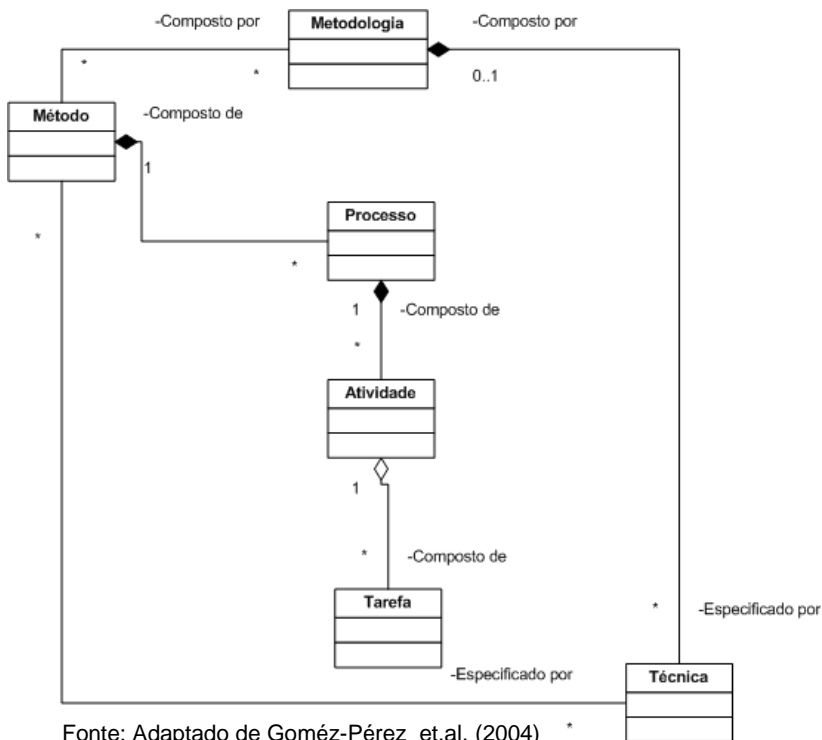 -Composto por
Metodologia
-Composto por
*
*
0..1
Método
-Composto de
1
Processo
*
*
1
-Composto de
*
Atividade
1
*
-Composto de
Tarefa
*
-Especificado por
-Especificado por
Técnica
Fonte: Adaptado de Goméz-Pérez et.al. (2004)
*